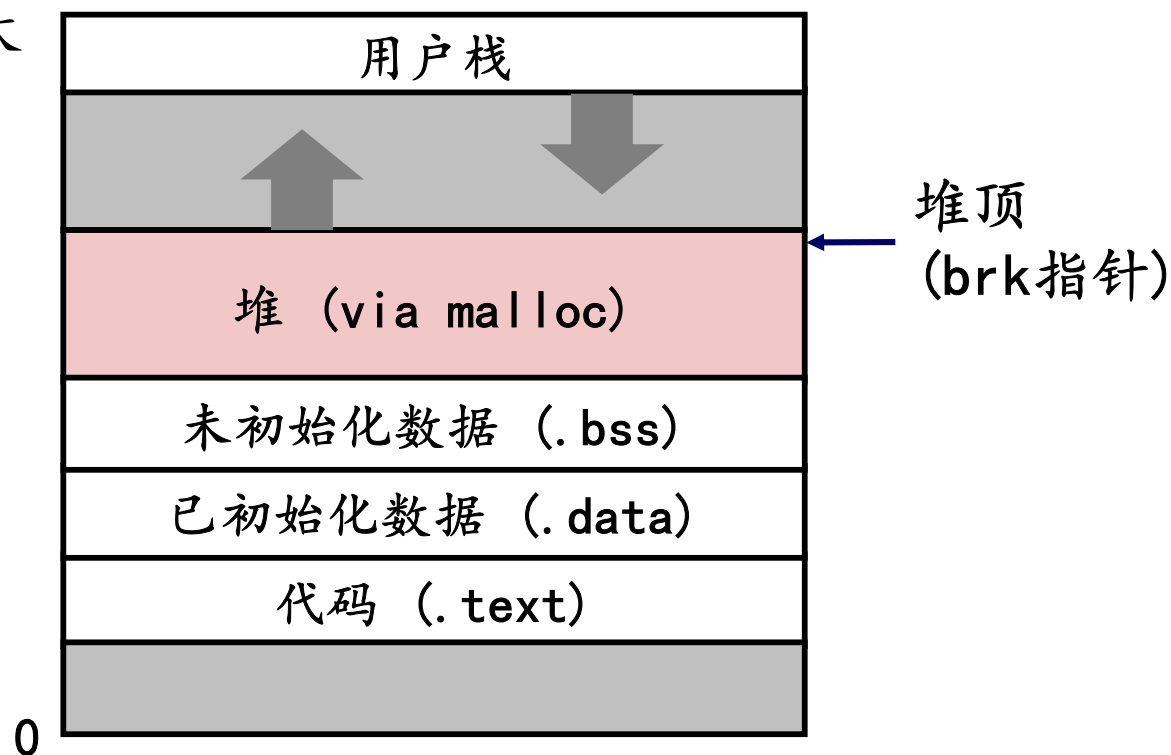 用户栈
堆顶
(brk指针)
堆 (via malloc)
未初始化数据 (.bss)
已初始化数据 (.data)
代码 (.text)
0